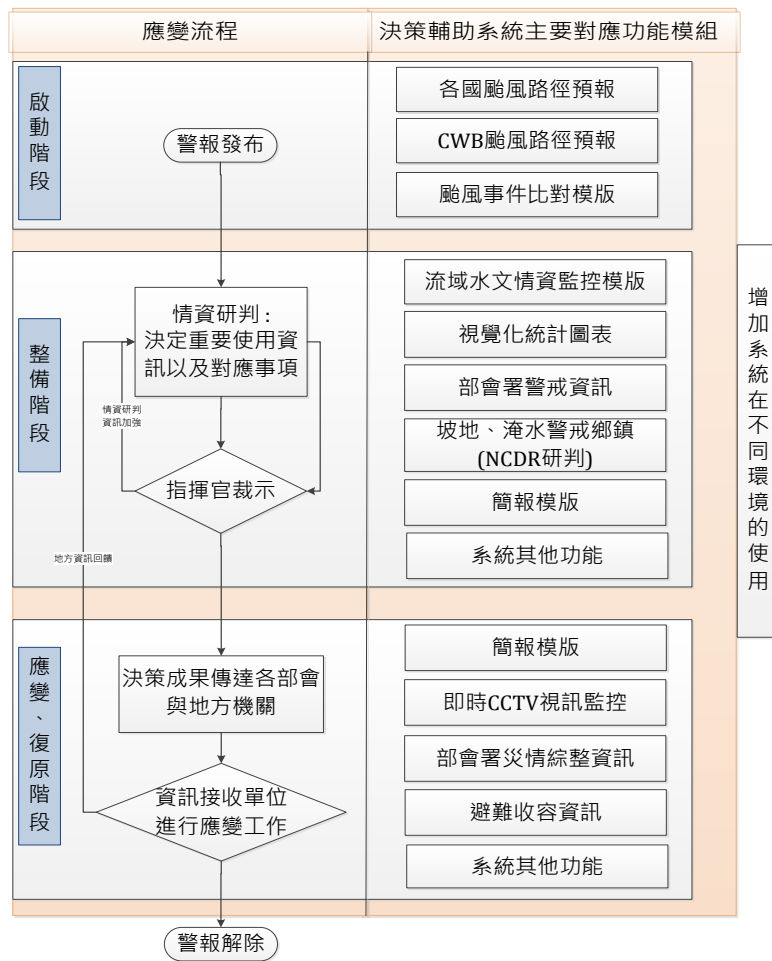 應變流程
決策輔助系統主要對應功能模組
啟動階段
警報發布
各國颱風路徑預報
CWB颱風路徑預報
颱風事件比對模版
整備階段
情資研判：
決定重要使用資
訊以及對應事項
情資研判
資訊加強
指揮官裁示
地方資訊回饋
流域水文情資監控模版
視覺化統計圖表
部會署警戒資訊
坡地、淹水警戒鄉鎮
(NCDR研判)
簡報模版
系統其他功能
應變、復原階段
決策成果傳達各部會
與地方機關
資訊接收單位
進行應變工作
簡報模版
即時CCTV視訊監控
部會署災情綜整資訊
避難收容資訊
系統其他功能
警報解除
增加系統在不同環境的使用